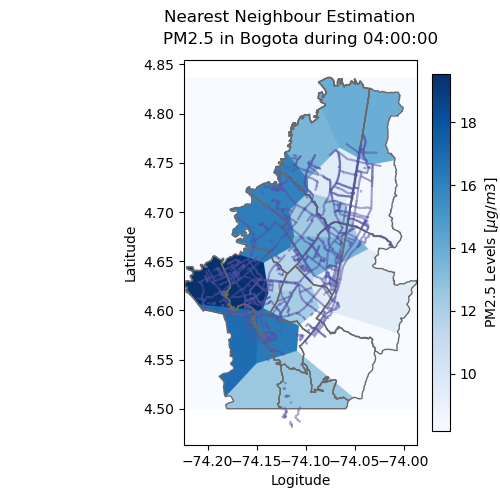 Nearest Neighbour Estimation
PM2.5 in Bogota during 04:00:00
4.85
4.80
4.75
4.70
4.65
4.60
4.55
4.50
Latitude
−74.20 −74.15 −74.10 −74.05 −74.00
Logitude
18
16
14
12
10
PM2.5 Levels [μg/m3]